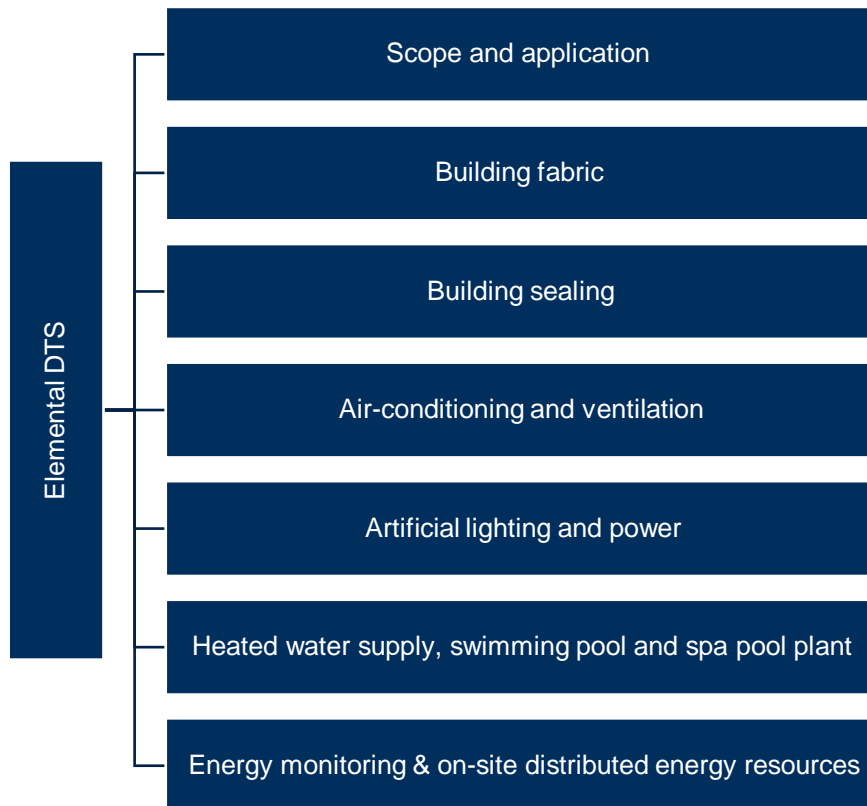 Elemental DTS
Scope and application
Building fabric
Building sealing
Air-conditioning and ventilation
Artificial lighting and power
Heated water supply, swimming pool and spa pool plant
Energy monitoring & on-site distributed energy resources